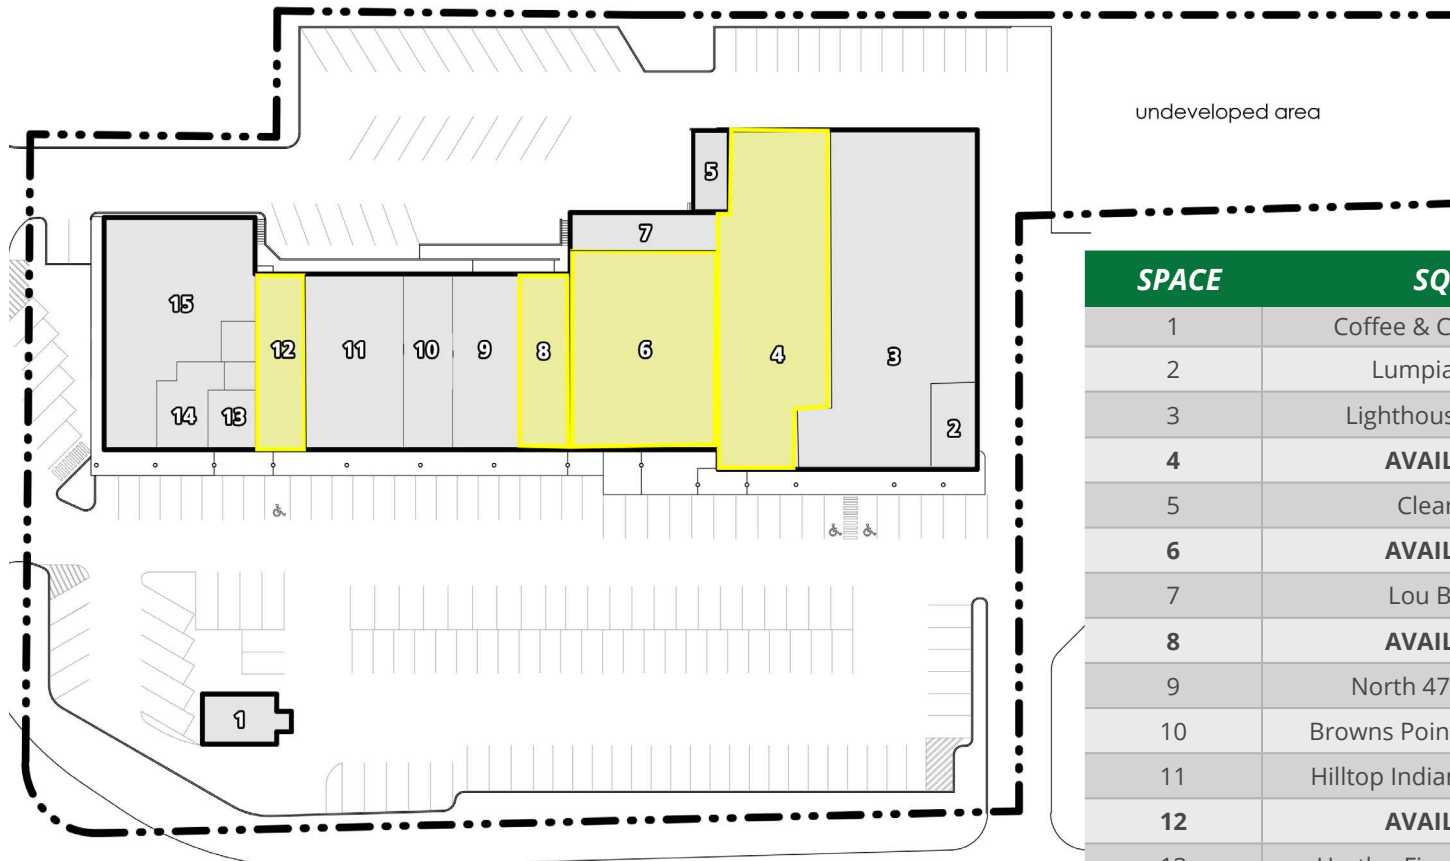 undeveloped area
5
7
15
12
11
10
9
8
6
4
3
14
13
2
1
SPACE SQ
1 Coffee & C
2 Lumpia
3 Lighthous
4 AVAIL
5 Clear
6 AVAIL
7 Lou B
8 AVAIL
9 North 47
10 Browns Poin
11 Hilltop Indian
12 AVAIL